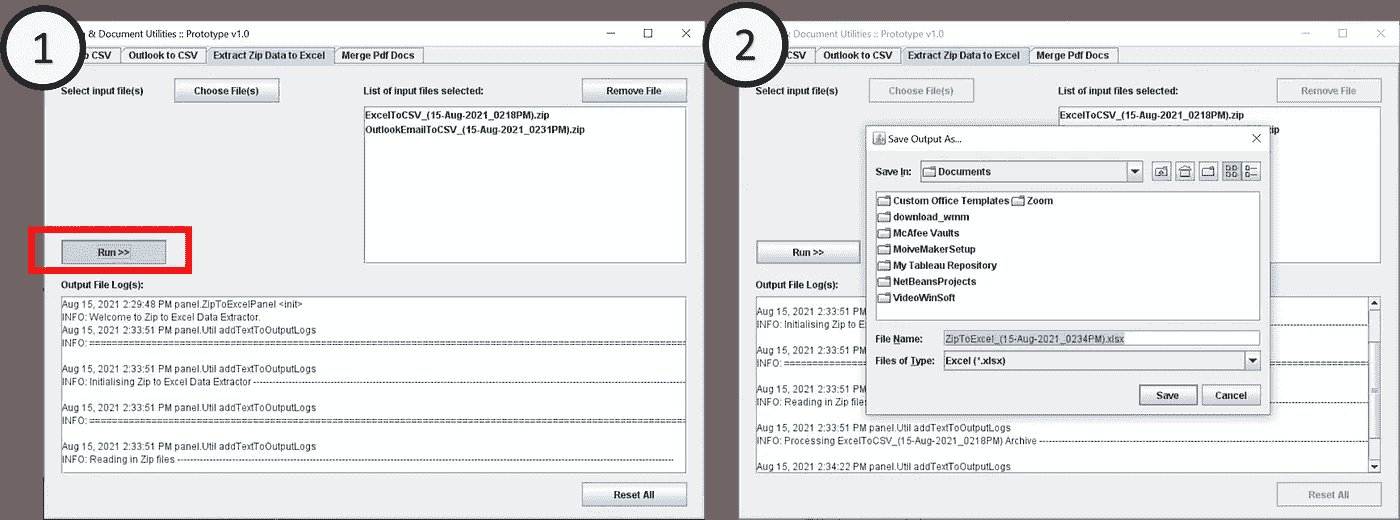 1
& Document Utilities :: Prototype v1.0
CSV
Outlook to CSV
Extract Zip Data to Excel
Merge Pdf Docs
Select input file(s)
Choose File(s)
List of input files selected:
Remove File
ExcelToCSV_(15-Aug-2021_0218PM).zip
OutlookEmailToCSV_(15-Aug-2021_0231PM).zip
Run >>
Output File Log(s):
Aug 15, 2021 2:29:48 PM panel.ZipToExcelPanel <init>
INFO: Welcome to Zip to Excel Data Extractor.
Aug 15, 2021 2:33:51 PM panel.Util addTextToOutputLogs
INFO:
Aug 15, 2021 2:33:51 PM panel.Util addTextToOutputLogs
INFO: Initialising Zip to Excel Data Extractor
Aug 15, 2021 2:33:51 PM panel.Util addTextToOutputLogs
INFO:
Aug 15, 2021 2:33:51 PM panel.Util addTextToOutputLogs
INFO: Reading in Zip files
Reset All
2
Document Utilities :: Prototype v1.0
CSV
Outlook to CSV
Extract Zip Data to Excel
Merge Pdf Docs
Select input file(s)
Choose File(s)
List of input files selected:
Remove File
ExcelToCSV_(15-Aug-2021_0218PM).zip
zip
Save Output As...
Save In:
Documents
Custom Office Templates
Zoom
download_wmm
McAfee Vaults
MoiveMakerSetup
My Tableau Repository
NetBeansProjects
VideoWinSoft
File Name:
ZipToExcel_(15-Aug-2021_0234PM).xlsx
Files of Type:
Excel (*.xlsx)
Save
Cancel
Run >>
Output File Log(s):
Aug 15, 2021 2:33:51 PM
INFO: Initialising Zip to
Aug 15, 2021 2:33:51 PM
INFO:
Aug 15, 2021 2:33:51 PM
INFO: Reading in Zip files
Aug 15, 2021 2:33:51 PM panel.Util addTextToOutputLogs
INFO: Processing ExcelToCSV_(15-Aug-2021_0218PM) Archive
Aug 15, 2021 2:34:22 PM panel.Util addTextToOutputLogs
Reset All